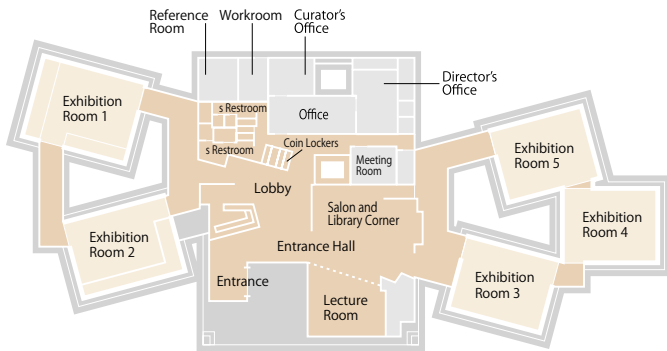 Reference
Room
Workroom
Curator's
Office
Director's
Office
Exhibition
Room 1
s Restroom
Office
s Restroom
Coin Lockers
Meeting
Room
Exhibition
Room 5
Lobby
Salon and
Library Corner
Exhibition
Room 4
Exhibition
Room 2
Entrance Hall
Exhibition
Room 3
Entrance
Lecture
Room